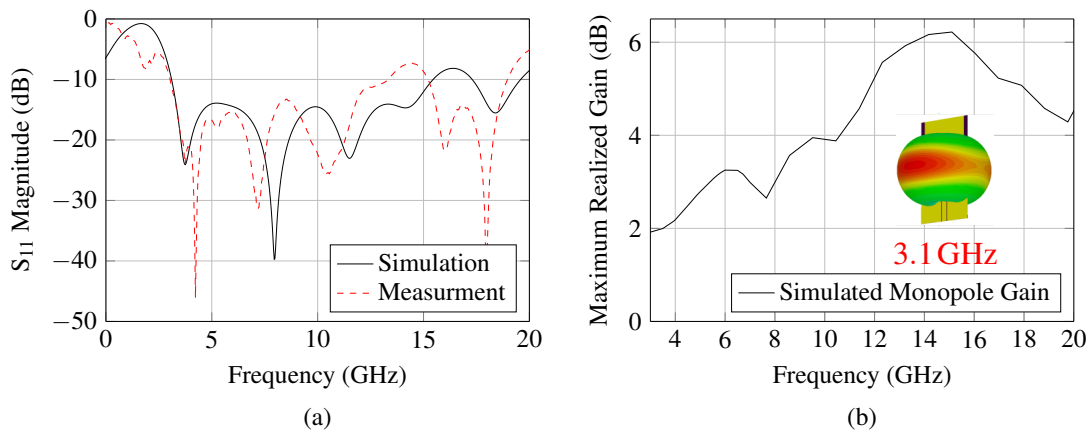 0
−10
−20
−30
−40
−50
0 5 10 15 20
S11 Magnitude (dB)
Frequency (GHz)
Simulation
Measurment
(a)
6
4
2
0
4 6 8 10 12 14 16 18 20
Maximum Realized Gain (dB)
Frequency (GHz)
3.1 GHz
Simulated Monopole Gain
(b)